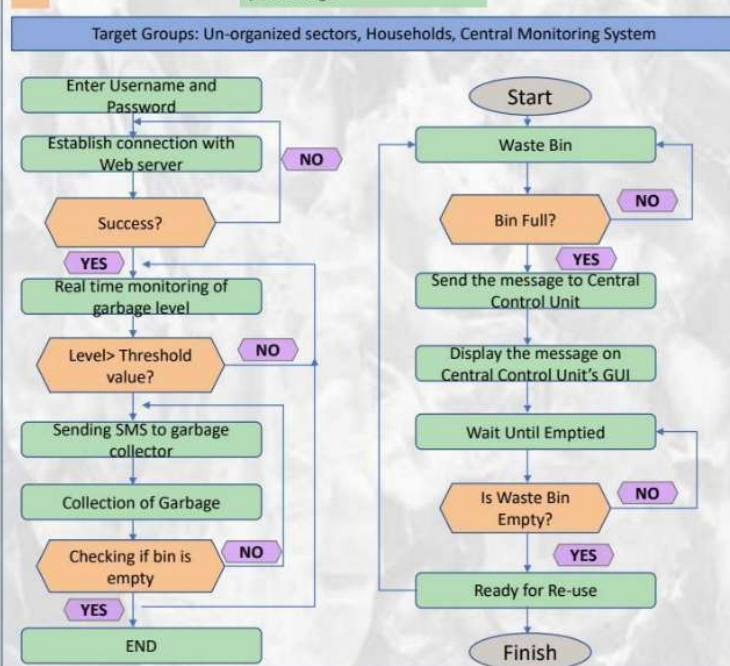 Target Groups: Un-organized sectors, Households, Central Monitoring System
Enter Username and
Password
Establish connection with
Web server
NO
Success?
YES
Real time monitoring of
garbage level
Level> Threshold
value?
NO
Sending SMS to garbage
collector
Collection of Garbage
Checking if bin is
empty
NO
YES
END
Start
Waste Bin
NO
Bin Full?
YES
Send the message to Central
Control Unit
Display the message on
Central Control Unit's GUI
Wait Until Emptied
Is Waste Bin
Empty?
NO
YES
Ready for Re-use
Finish